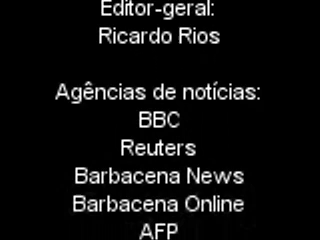 Editor-geral:
Ricardo Rios
Agências de notícias:
BBC
Reuters
Barbacena News
Barbacena Online
AFP